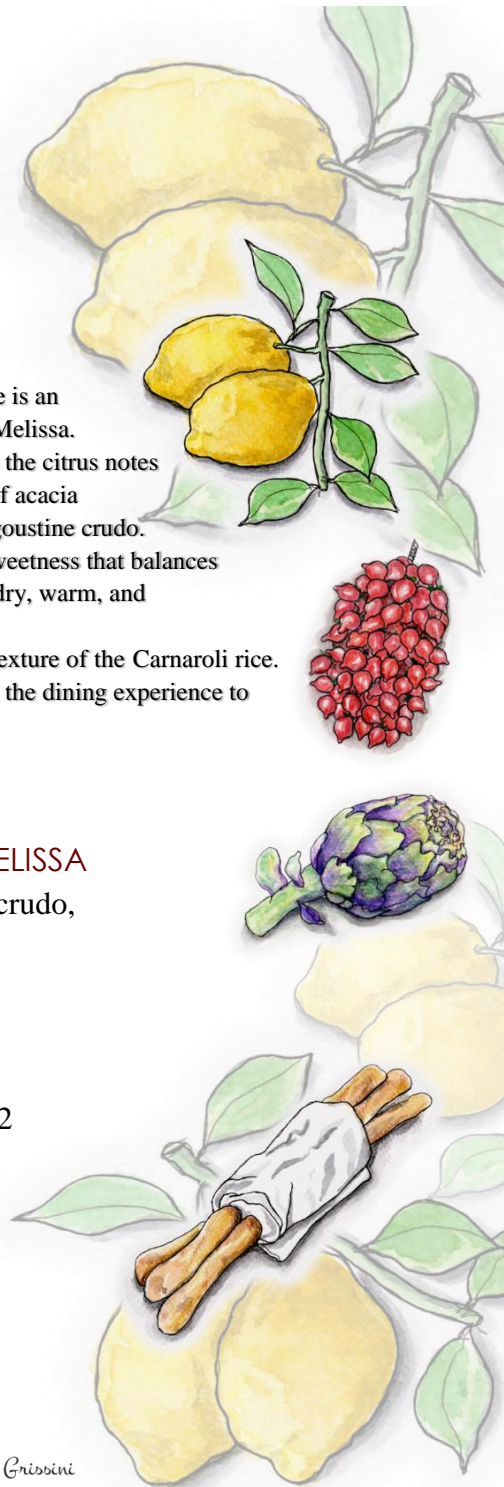 e is an
Melissa.
the citrus notes
f acacia
goustine crudo.
weetness that balances
dry, warm, and
exture of the Carnaroli rice.
the dining experience to
ELISSA
crudo,
2
Grissini